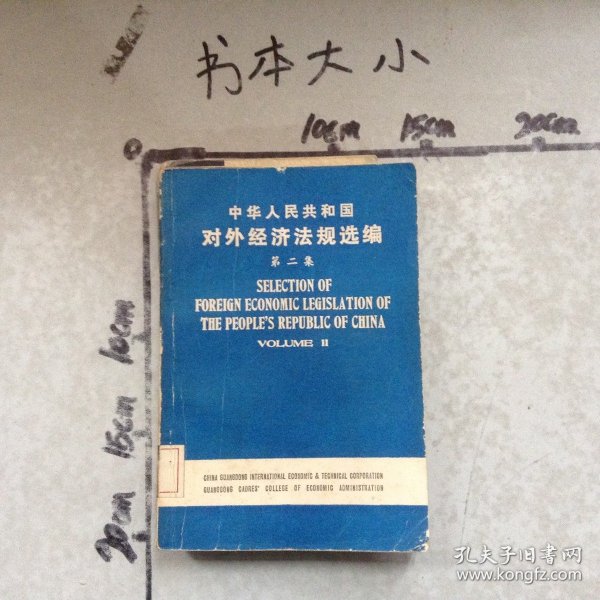 书本大小
10cm 15cm 20cm
10cm
15cm
20cm
中华人民共和国
对外经济法规选编
第二集
SELECTION OF
FOREIGN ECONOMIC LEGISLATION OF
THE PEOPLE'S REPUBLIC OF CHINA
VOLUME II
CHINA GUANGDONG INTERNATIONAL ECONOMIC & TECHNICAL CORPORATION
GUANGDONG CADRES' COLLEGE OF ECONOMIC ADMINISTRATION
孔夫子旧书网
www.kongfz.com